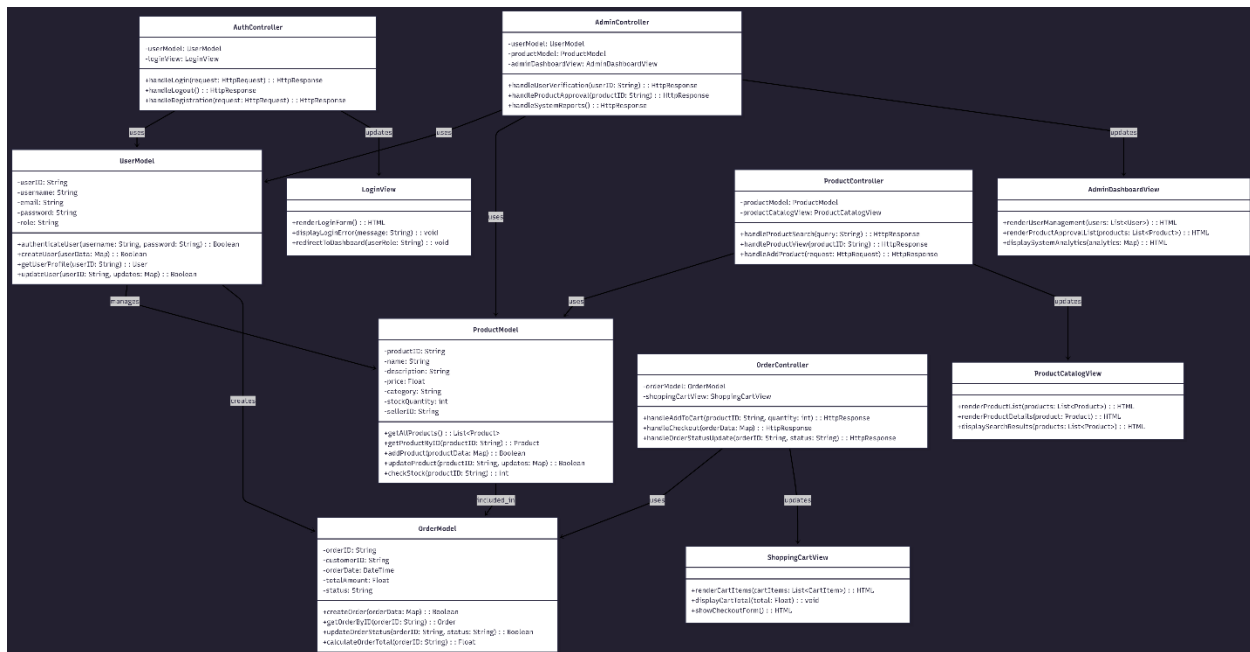 AuthController
-userModel: UserModel
-loginView: LoginView
+handleLogin(request: HttpRequest) : : HttpResponse
+handleLogout() : : HttpResponse
+handleRegistration(request: HttpRequest) : : HttpResponse
AdminController
-userModel: UserModel
-productModel: ProductModel
-adminDashboardView: AdminDashboardView
+handleUserVerification(userID: String) : : HttpResponse
+handleProductApproval(productID: String) : : HttpResponse
+handleSystemReports() : : HttpResponse
uses
updates
uses
updates
UserModel
-userID: String
-username: String
-email: String
-password: String
-role: String
+authenticateUser(username: String, password: String) : : Boolean
+createUser(userData: Map) : : Boolean
+getUserProfile(userID: String) : : User
+updateUser(userID: String, updates: Map) : : Boolean
LoginView
+renderLoginForm() : : HTML
+displayLoginError(message: String) : : void
+redirectToDashboard(userRole: String) : : void
uses
ProductController
-productModel: ProductModel
-productCatalogView: ProductCatalogView
+handleProductSearch(query: String) : : HttpResponse
+handleProductView(productID: String) : : HttpResponse
+handleAddProduct(request: HttpRequest) : : HttpResponse
AdminDashboardView
+renderUserManagement(users: List<User>) : : HTML
+renderProductApprovalList(products: List<Product>) : : HTML
+displaySystemAnalytics(analytics: Map) : : HTML
manages
uses
updates
ProductModel
-productID: String
-name: String
-description: String
-price: Float
-category: String
-stockQuantity: Int
-sellerID: String
+getAllProducts() : : List<Product>
+getProductByID(productID: String) : : Product
+addProduct(productData: Map) : : Boolean
+updateProduct(productID: String, updates: Map) : : Boolean
+checkStock(productID: String) : : Int
OrderController
-orderModel: OrderModel
-shoppingCartView: ShoppingCartView
+handleAddToCart(productID: String, quantity: int) : : HttpResponse
+handleCheckout(orderData: Map) : : HttpResponse
+handleOrderStatusUpdate(orderID: String, status: String) : : HttpResponse
ProductCatalogView
+renderProductList(products: List<Product>) : : HTML
+renderProductDetails(product: Product) : : HTML
+displaySearchResults(products: List<Product>) : : HTML
creates
included_in
uses
updates
OrderModel
-orderID: String
-customerID: String
-orderDate: DateTime
-totalAmount: Float
-status: String
+createOrder(orderData: Map) : : Boolean
+getOrderByID(orderID: String) : : Order
+updateOrderStatus(orderID: String, status: String) : : Boolean
+calculateOrderTotal(orderID: String) : : Float
ShoppingCartView
+renderCartItems(cartItems: List<CartItem>) : : HTML
+displayCartTotal(total: Float) : : void
+showCheckoutForm() : : HTML